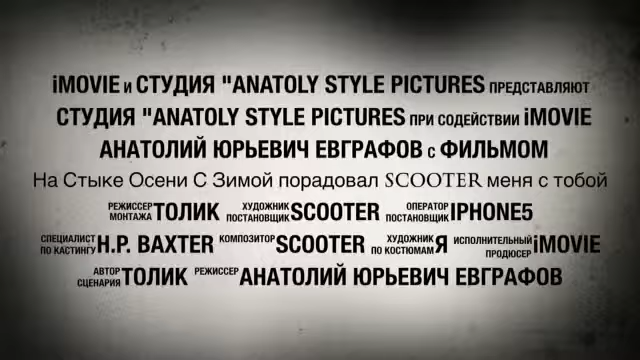 iMOVIE И СТУДИЯ "ANATOLY STYLE PICTURES ПРЕДСТАВЛЯЮТ
СТУДИЯ "ANATOLY STYLE PICTURES ПРИ СОДЕЙСТВИИ iMOVIE
АНАТОЛИЙ ЮРЬЕВИЧ ЕВГРАФОВ С ФИЛЬМОМ
На Стыке Осени С Зимой порадовал SCOOTER меня с тобой
РЕЖИССЕР МОНТАЖА ТОЛИК ХУДОЖНИК ПОСТАНОВЩИК SCOOTER ОПЕРАТОР ПОСТАНОВЩИК IPHONE5
СПЕЦИАЛИСТ ПО КАСТИНГУ H.P. BAXTER КОМПОЗИТОР SCOOTER ХУДОЖНИК ПО КОСТЮМАМ Я ИСПОЛНИТЕЛЬНЫЙ ПРОДЮСЕР iMOVIE
АВТОР СЦЕНАРИЯ ТОЛИК РЕЖИССЕР АНАТОЛИЙ ЮРЬЕВИЧ ЕВГРАФОВ